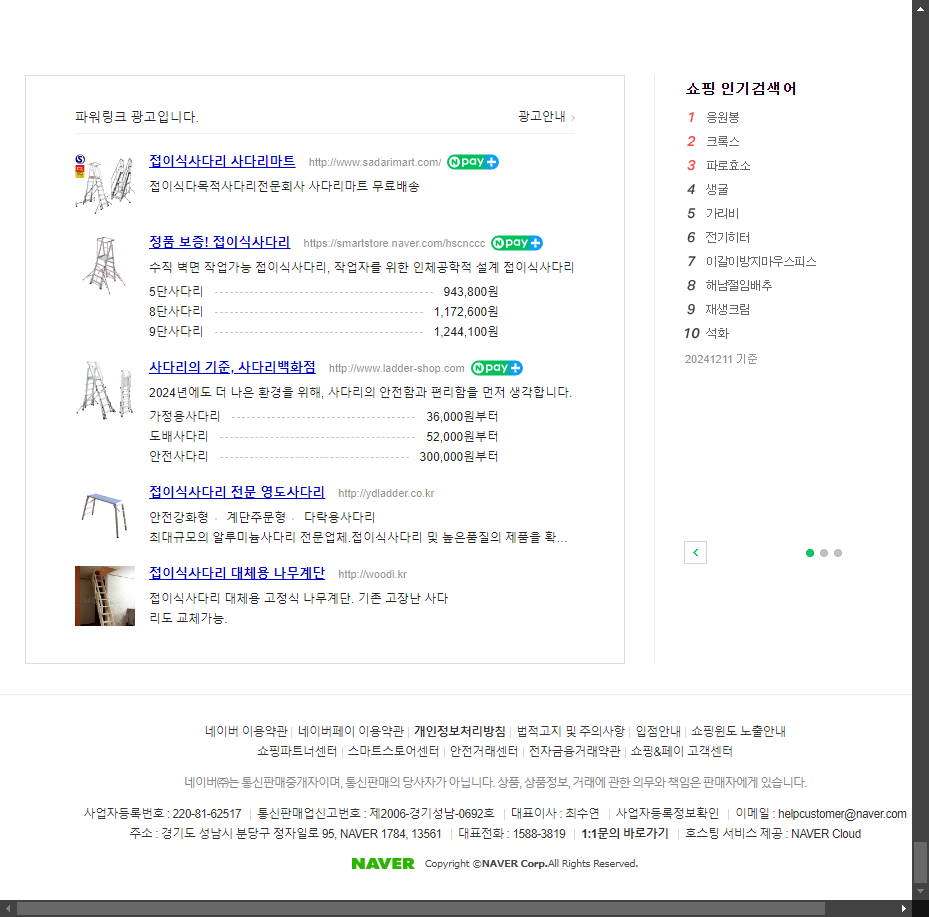 파워링크 광고입니다.
광고안내
접이식사다리 사다리마트 http://www.sadarimart.com/ N pay +
접이식다목적사다리전문회사 사다리마트 무료배송
정품 보증! 접이식사다리 https://smartstore.naver.com/hscnccc N pay +
수직 벽면 작업가능 접이식사다리, 작업자를 위한 인체공학적 설계 접이식사다리
5단사다리 943,800원
8단사다리 1,172,600원
9단사다리 1,244,100원
사다리의 기준, 사다리백화점 http://www.ladder-shop.com N pay +
2024년에도 더 나은 환경을 위해, 사다리의 안전함과 편리함을 먼저 생각합니다.
가정용사다리 36,000원부터
도배사다리 52,000원부터
안전사다리 300,000원부터
접이식사다리 전문 영도사다리 http://ydladder.co.kr
안전강화형 · 계단주문형 · 다락용사다리
최대규모의 알루미늄사다리 전문업체.접이식사다리 및 높은품질의 제품을 확...
접이식사다리 대체용 나무계단 http://woodi.kr
접이식사다리 대체용 고정식 나무계단. 기존 고장난 사다
리도 교체가능.
쇼핑 인기검색어
1 응원봉
2 크록스
3 파로효소
4 생굴
5 가리비
6 전기히터
7 이갈이방지마우스피스
8 해남절임배추
9 재생크림
10 석화
20241211 기준
네이버 이용약관 | 네이버페이 이용약관 | 개인정보처리방침 | 법적고지 및 주의사항 | 입점안내 | 쇼핑윈도 노출안내
쇼핑파트너센터 | 스마트스토어센터 | 안전거래센터 | 전자금융거래약관 | 쇼핑&페이 고객센터
네이버㈜는 통신판매중개자이며, 통신판매의 당사자가 아닙니다. 상품, 상품정보, 거래에 관한 의무와 책임은 판매자에게 있습니다.
사업자등록번호 : 220-81-62517 | 통신판매업신고번호 : 제2006-경기성남-0692호 | 대표이사 : 최수연 | 사업자등록정보확인 | 이메일 : helpcustomer@naver.com
주소 : 경기도 성남시 분당구 정자일로 95, NAVER 1784, 13561 | 대표전화 : 1588-3819 | 1:1문의 바로가기 | 호스팅 서비스 제공 : NAVER Cloud
NAVER Copyright ©NAVER Corp.All Rights Reserved.